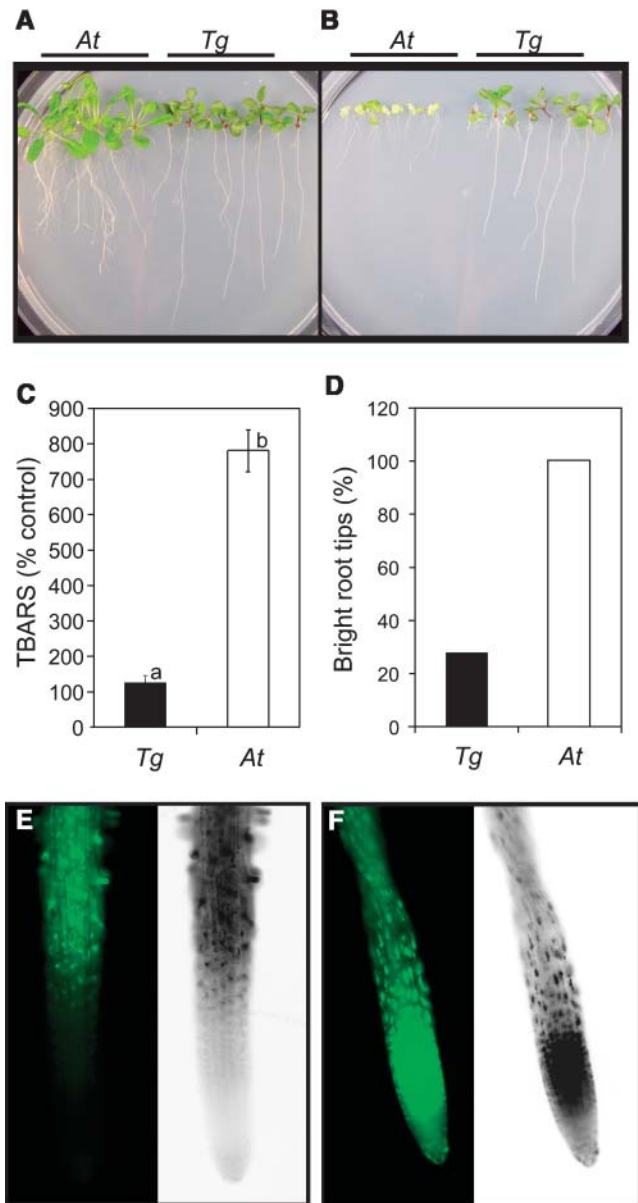 A B
At Tg At Tg
C D
TBARS (% control)
900
800
700
600
500
400
300
200
100
0
a
b
Tg At
Bright root tips (%)
120
100
80
60
40
20
0
Tg At
E F